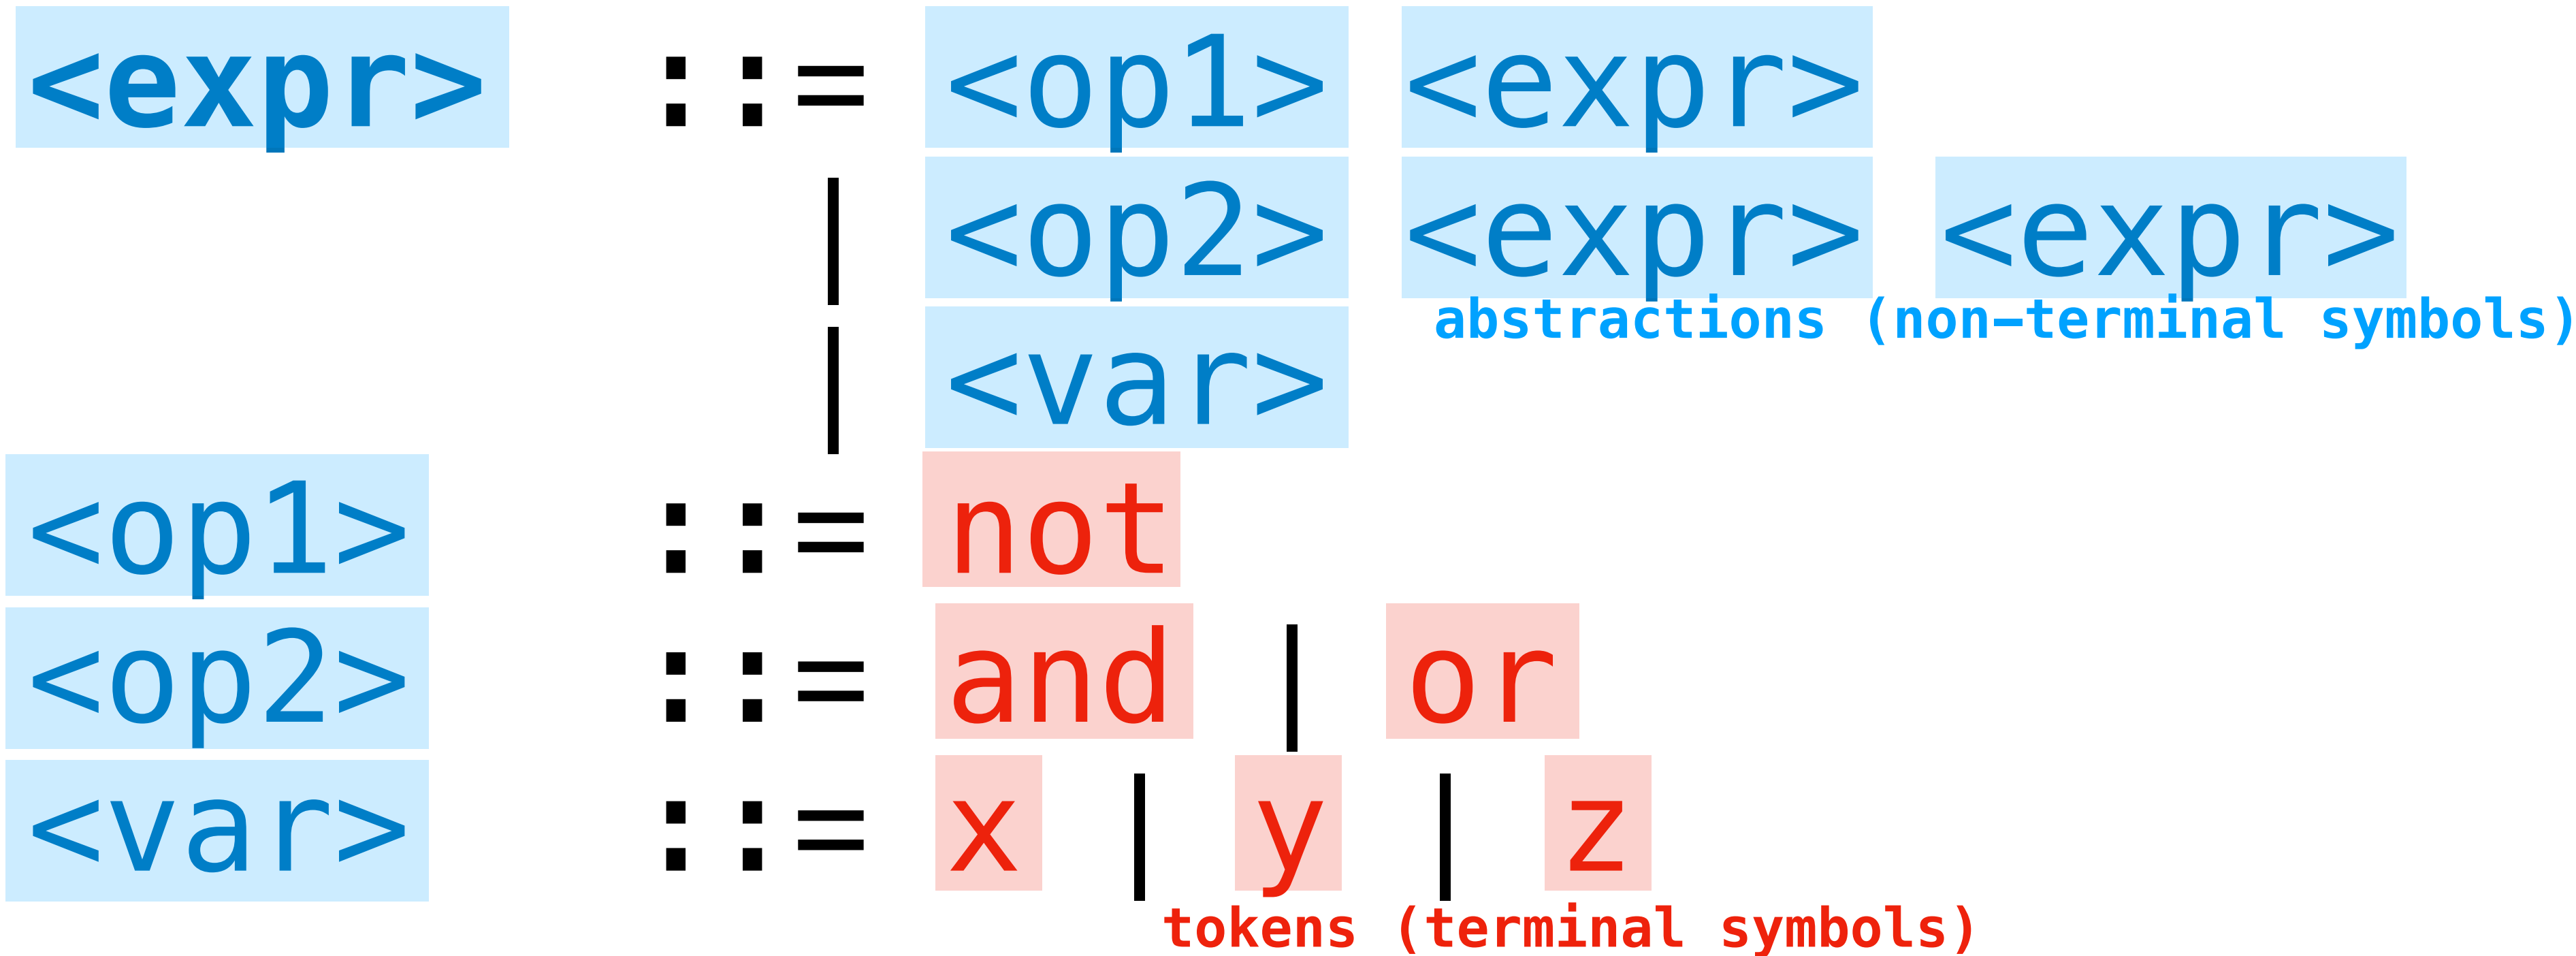 <expr> ::= <op1> <expr>
| <op2> <expr> <expr>
abstractions (non-terminal symbols)
| <var>
<op1> ::= not
<op2> ::= and | or
<var> ::= x | y | z
tokens (terminal symbols)